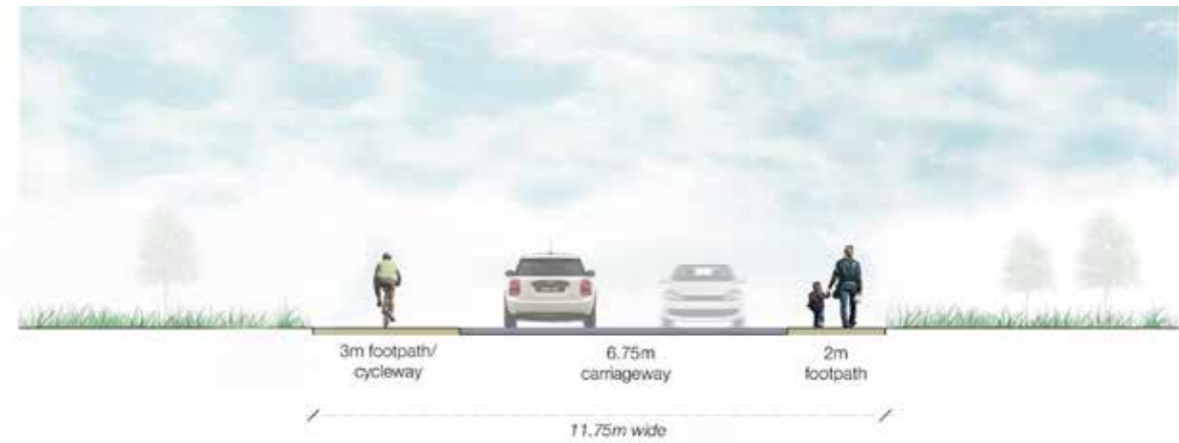 3m footpath/
cycleway
6.75m
carriageway
2m
footpath
11.75m wide